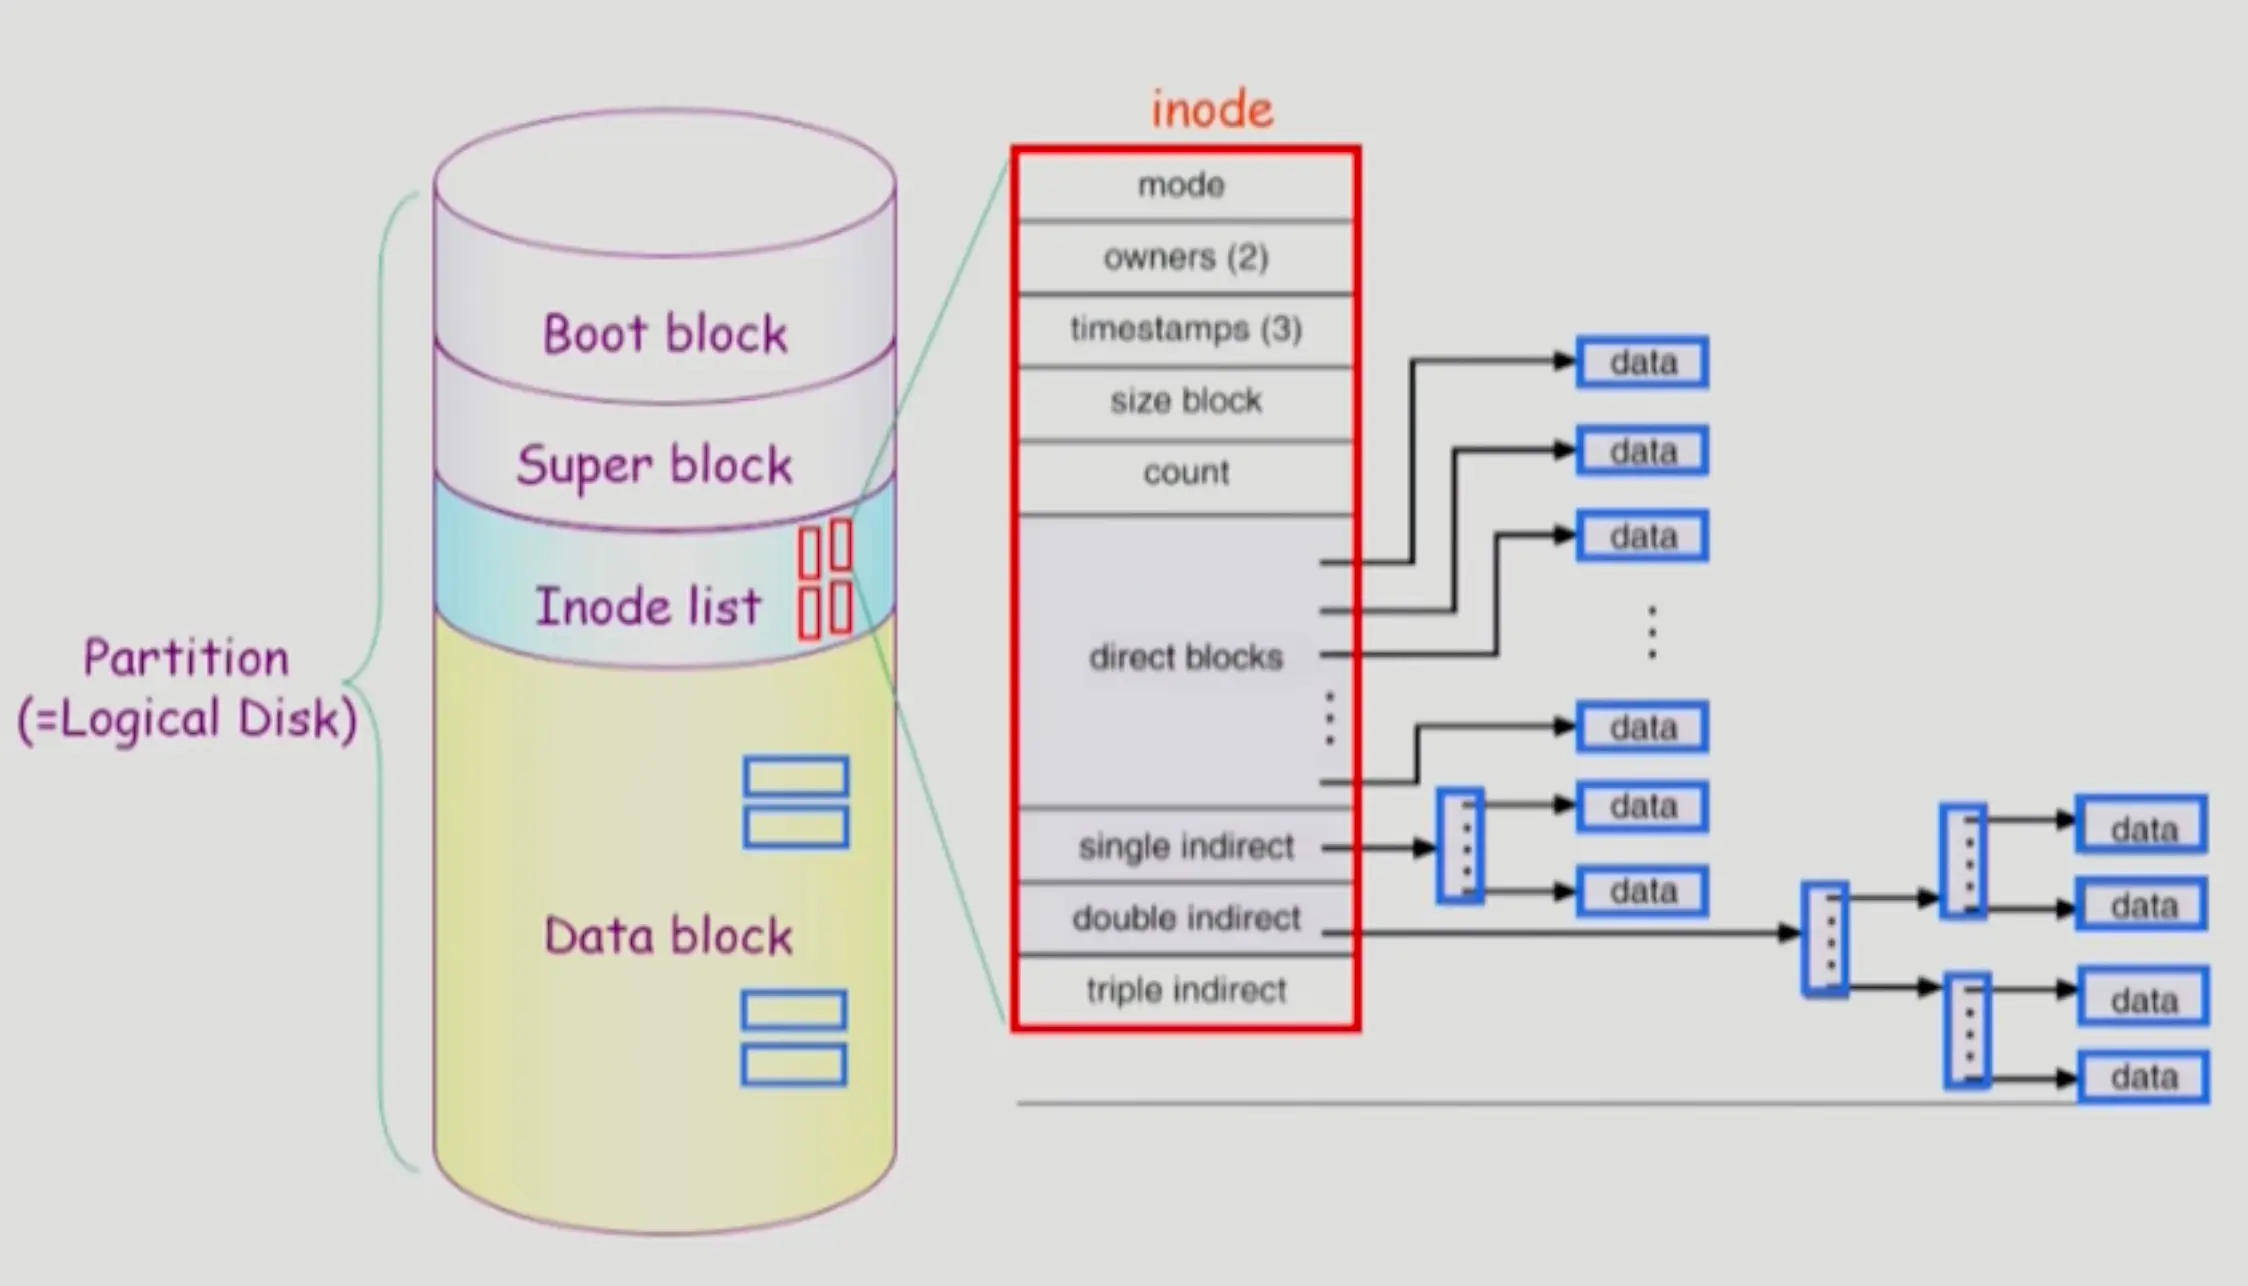 Partition
(=Logical Disk)
Boot block
Super block
Inode list
Data block
inode
mode
owners (2)
timestamps (3)
size block
count
direct blocks
single indirect
double indirect
triple indirect
data
data
data
data
data
data
data
data
data
data